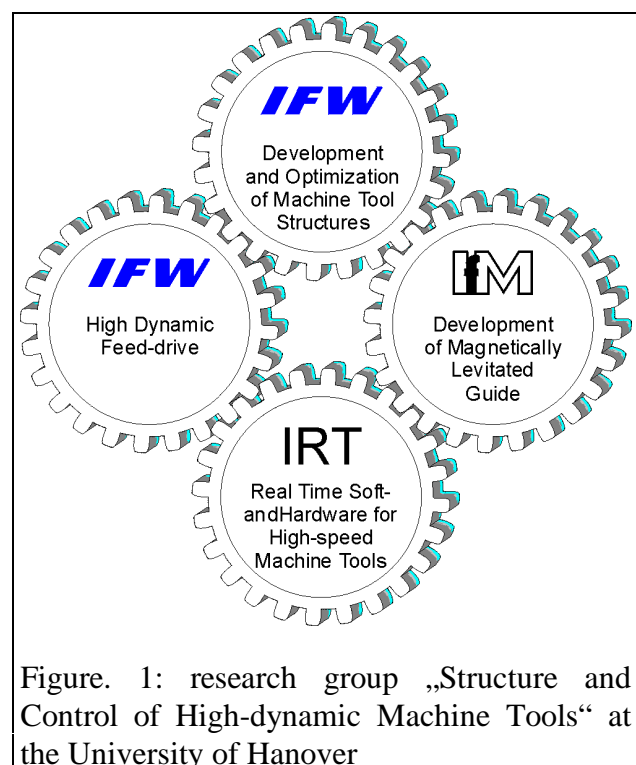 IFW
Development
and Optimization
of Machine Tool
Structures
IFW
High Dynamic
Feed-drive
IfM
Development
of Magnetically
Levitated
Guide
IRT
Real Time Soft-
andHardware for
High-speed
Machine Tools
Figure. 1: research group „Structure and
Control of High-dynamic Machine Tools“ at
the University of Hanover